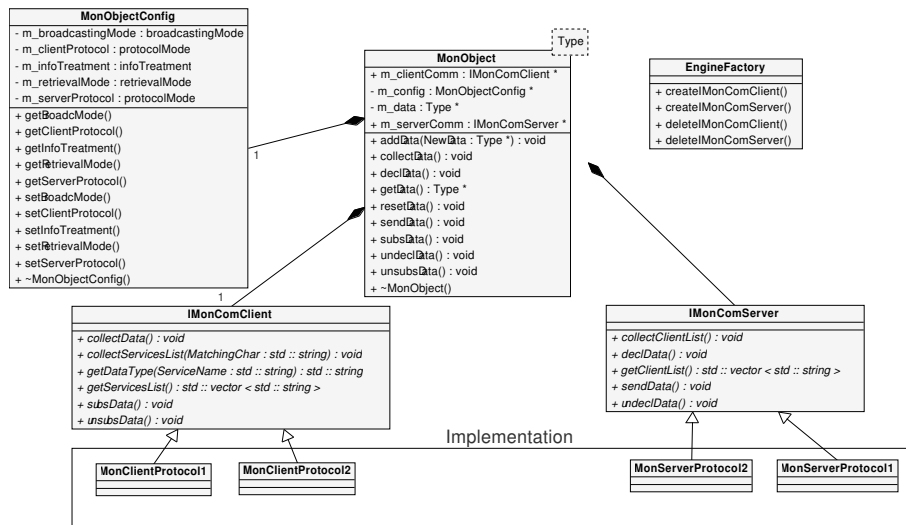 MonObjectConfig
- m_broadcastingMode : broadcastingMode
- m_clientProtocol : protocolMode
- m_infoTreatment : infoTreatment
- m_retrievalMode : retrievalMode
- m_serverProtocol : protocolMode
+ getBoadcMode()
+ getClientProtocol()
+ getInfoTreatment()
+ getRetrievalMode()
+ getServerProtocol()
+ setBoadcMode()
+ setClientProtocol()
+ setInfoTreatment()
+ setRetrievalMode()
+ setServerProtocol()
+ ~MonObjectConfig()
1
Type
MonObject
+ m_clientComm : IMonComClient *
- m_config : MonObjectConfig *
- m_data : Type *
+ m_serverComm : IMonComServer *
+ addData(NewData : Type *) : void
+ collectData() : void
+ declData() : void
+ getData() : Type *
+ resetData() : void
+ sendData() : void
+ subsData() : void
+ undeclData() : void
+ unsubsData() : void
+ ~MonObject()
EngineFactory
+ createIMonComClient()
+ createIMonComServer()
+ deleteIMonComClient()
+ deleteIMonComServer()
1
IMonComClient
+ collectData() : void
+ collectServicesList(MatchingChar : std :: string) : void
+ getDataType(ServiceName : std :: string) : std :: string
+ getServicesList() : std :: vector < std :: string >
+ subsData() : void
+ unsubsData() : void
IMonComServer
+ collectClientList() : void
+ declData() : void
+ getClientList() : std :: vector < std :: string >
+ sendData() : void
+ undeclData() : void
Implementation
MonClientProtocol1
MonClientProtocol2
MonServerProtocol2
MonServerProtocol1